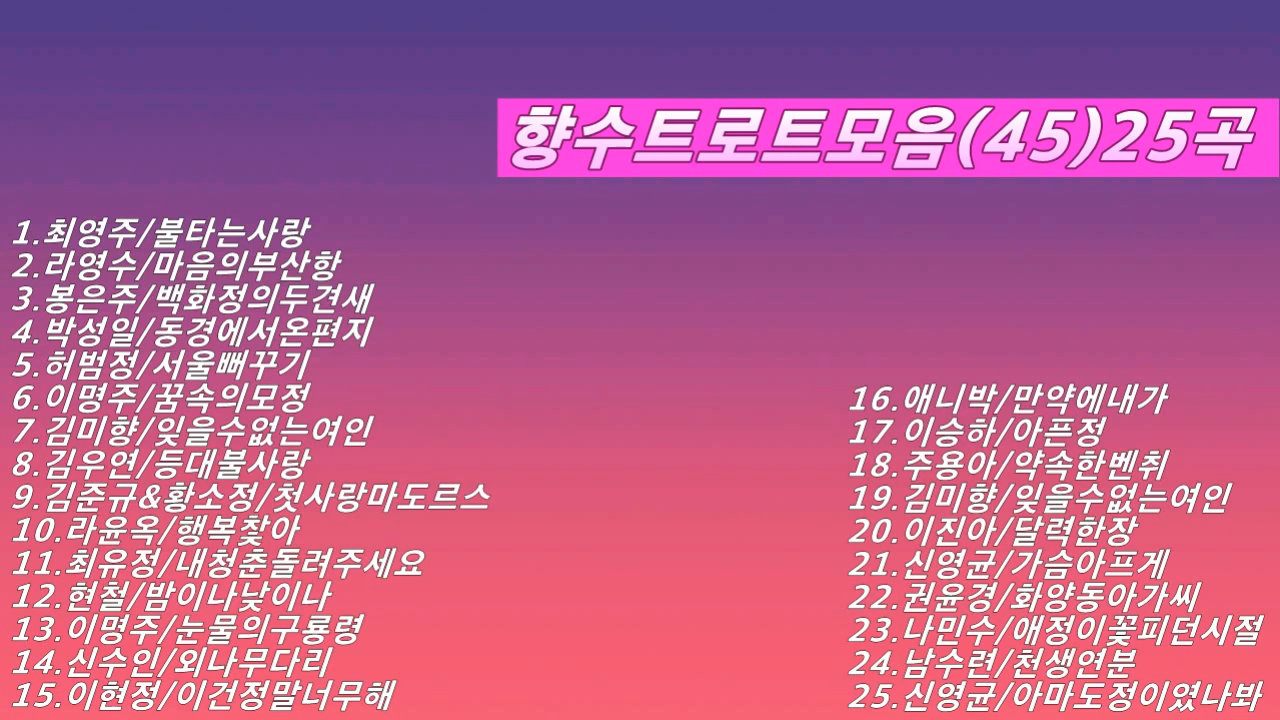 향수트로트모음(45)25곡
1.최영주/불타는사랑
2.라영수/마음의부산항
3.봉은주/백화정의두견새
4.박성일/동경에서온편지
5.허범정/서울뻐꾸기
6.이명주/꿈속의모정
7.김미향/잊을수없는여인
8.김우연/등대불사랑
9.김준규&황소정/첫사랑마도르스
10.라윤옥/행복찾아
11.최유정/내청춘돌려주세요
12.현철/밤이나낮이나
13.이명주/눈물의구룡령
14.신수인/외나무다리
15.이현정/이건정말너무해
16.애니박/만약에내가
17.이승하/아픈정
18.주용아/약속한벤취
19.김미향/잊을수없는여인
20.이진아/달력한장
21.신영균/가슴아프게
22.권윤경/화양동아가씨
23.나민수/애정이꽃피던시절
24.남수련/천생연분
25.신영균/아마도정이였나봐